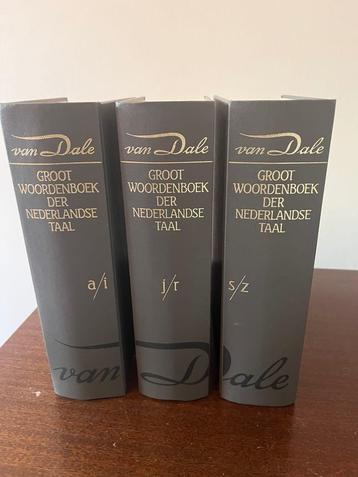 van Dale
GROOT
WOORDENBOEK
DER
NEDERLANDSE
TAAL
a/i
van Dale
GROOT
WOORDENBOEK
DER
NEDERLANDSE
TAAL
j/r
van Dale
GROOT
WOORDENBOEK
DER
NEDERLANDSE
TAAL
s/z
van Dale